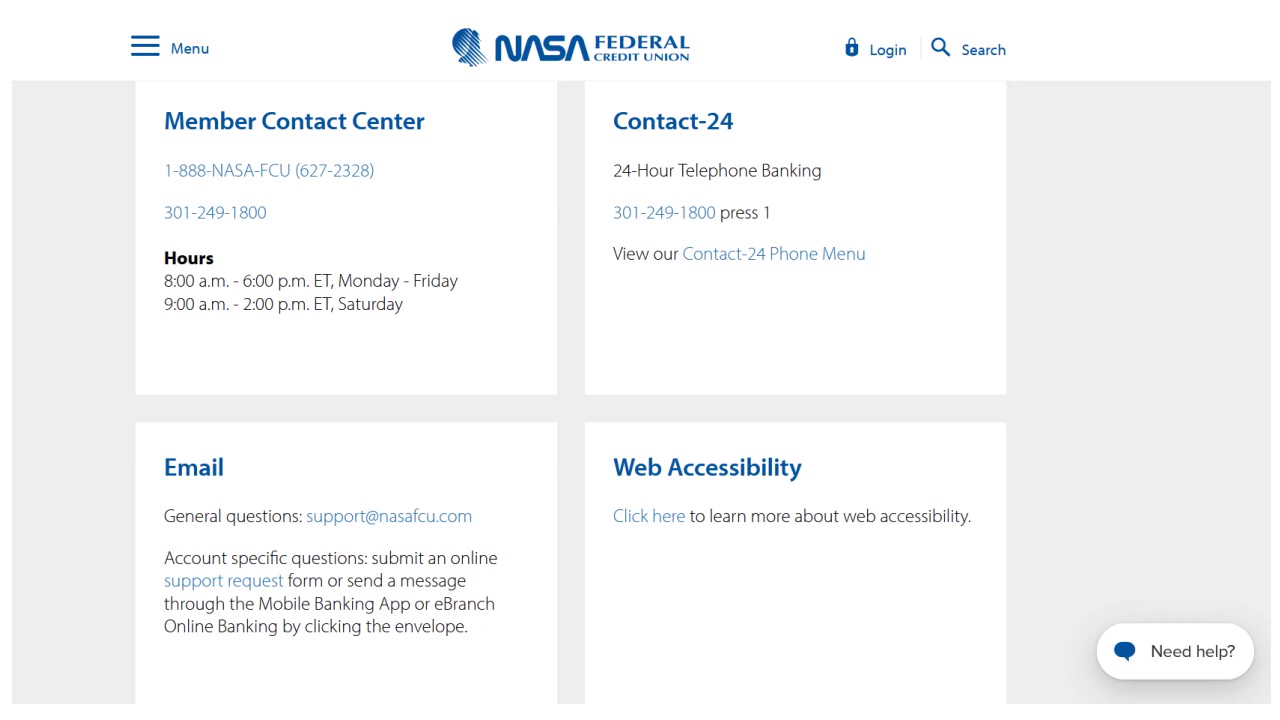 Menu
NASA FEDERAL CREDIT UNION
Login
Search
Member Contact Center
1-888-NASA-FCU (627-2328)
301-249-1800
Hours
8:00 a.m. - 6:00 p.m. ET, Monday - Friday
9:00 a.m. - 2:00 p.m. ET, Saturday
Contact-24
24-Hour Telephone Banking
301-249-1800 press 1
View our Contact-24 Phone Menu
Email
General questions: support@nasafcu.com
Account specific questions: submit an online
support request form or send a message
through the Mobile Banking App or eBranch
Online Banking by clicking the envelope.
Web Accessibility
Click here to learn more about web accessibility.
Need help?